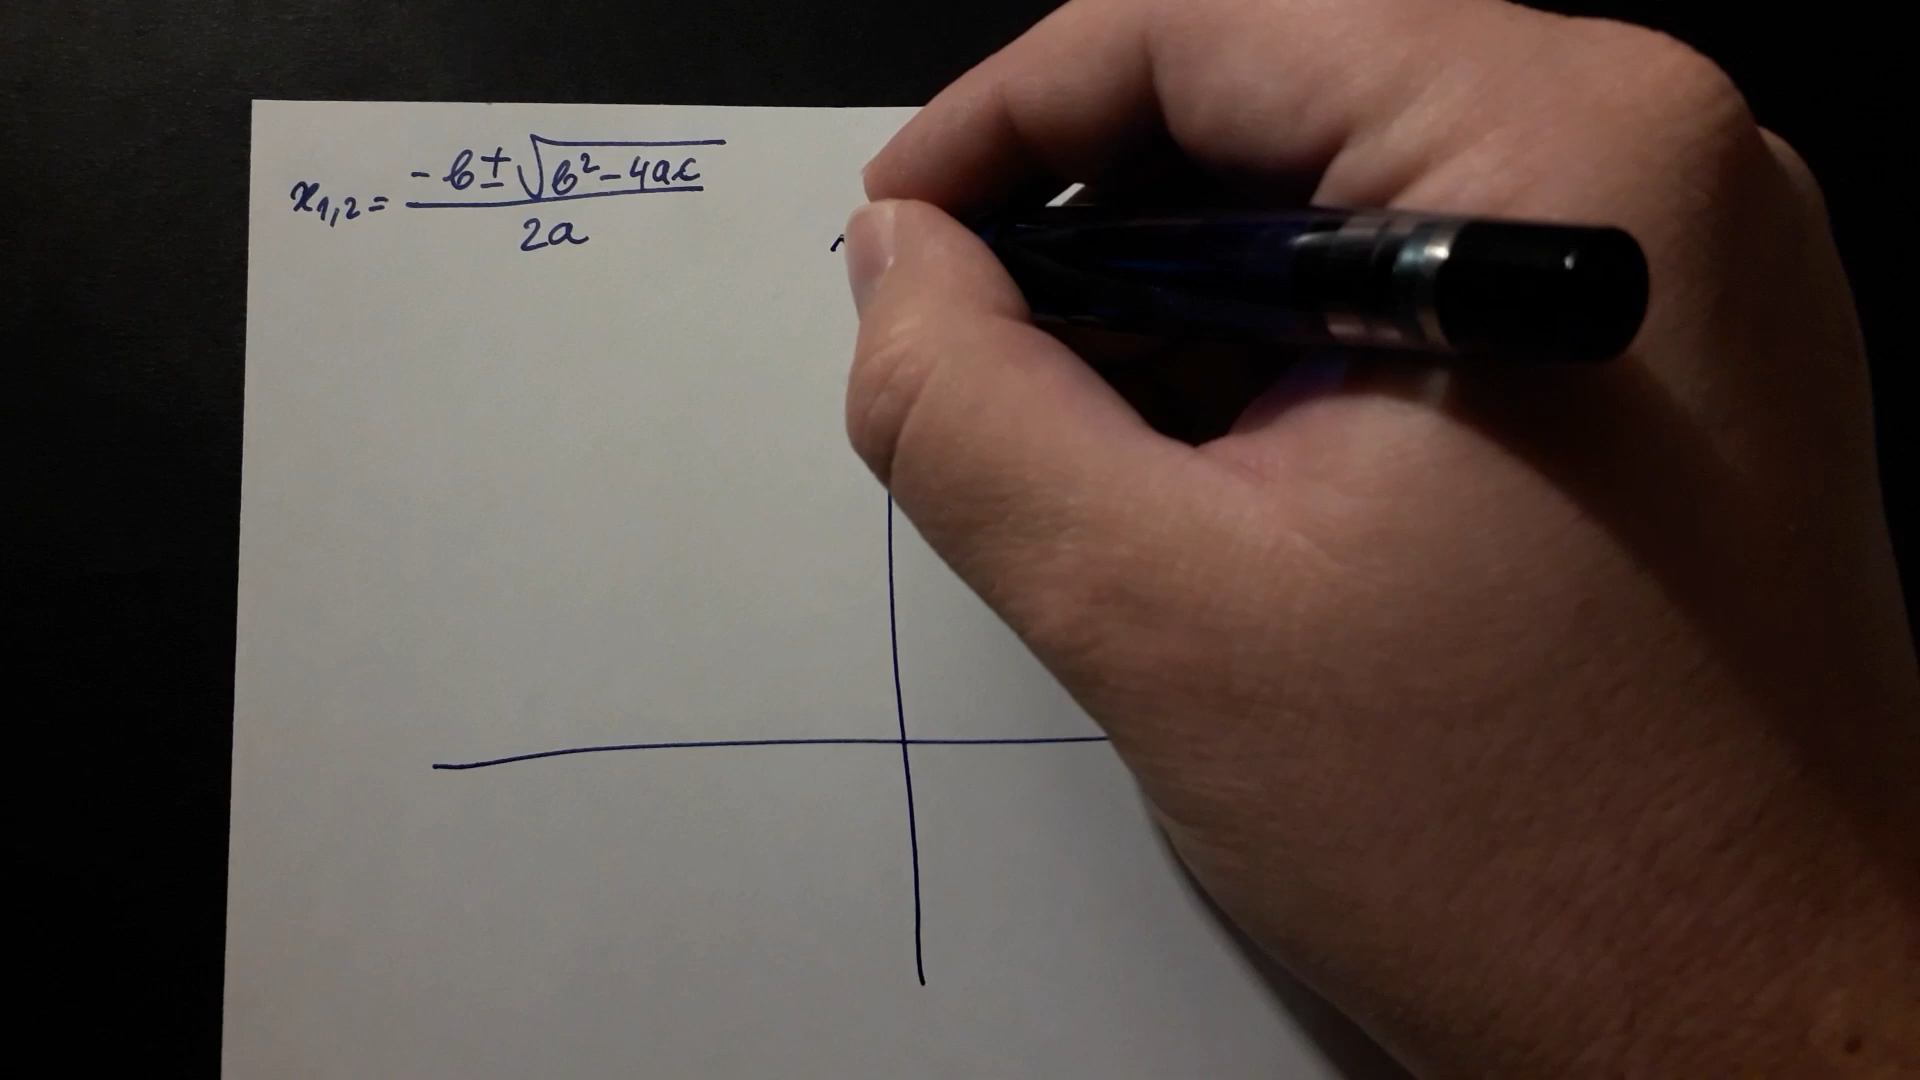 x₁,₂ = (-b ± √(b² - 4ac)) / 2a